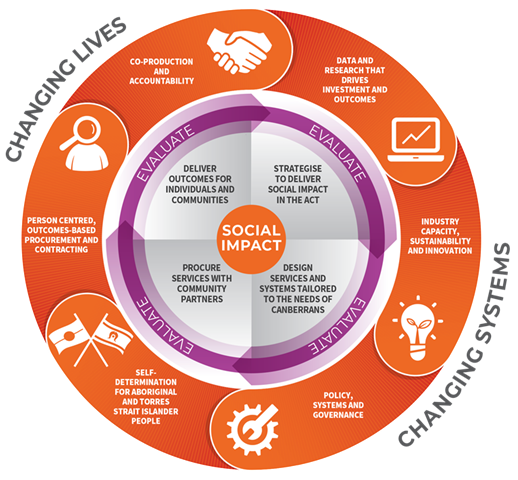 CHANGING LIVES
CO-PRODUCTION
AND
ACCOUNTABILITY
DATA AND
RESEARCH THAT
DRIVES
INVESTMENT AND
OUTCOMES
INDUSTRY
CAPACITY,
SUSTAINABILITY
AND INNOVATION
CHANGING SYSTEMS
POLICY,
SYSTEMS AND
GOVERNANCE
SELF-
DETERMINATION
FOR ABORIGINAL
AND TORRES
STRAIT ISLANDER
PEOPLE
PERSON CENTRED,
OUTCOMES-BASED
PROCUREMENT AND
CONTRACTING
EVALUATE
EVALUATE
EVALUATE
EVALUATE
DELIVER
OUTCOMES FOR
INDIVIDUALS AND
COMMUNITIES
STRATEGISE
TO DELIVER
SOCIAL IMPACT
IN THE ACT
SOCIAL
IMPACT
PROCURE
SERVICES WITH
COMMUNITY
PARTNERS
DESIGN
SERVICES AND
SYSTEMS TAILORED
TO THE NEEDS OF
CANBERRANS